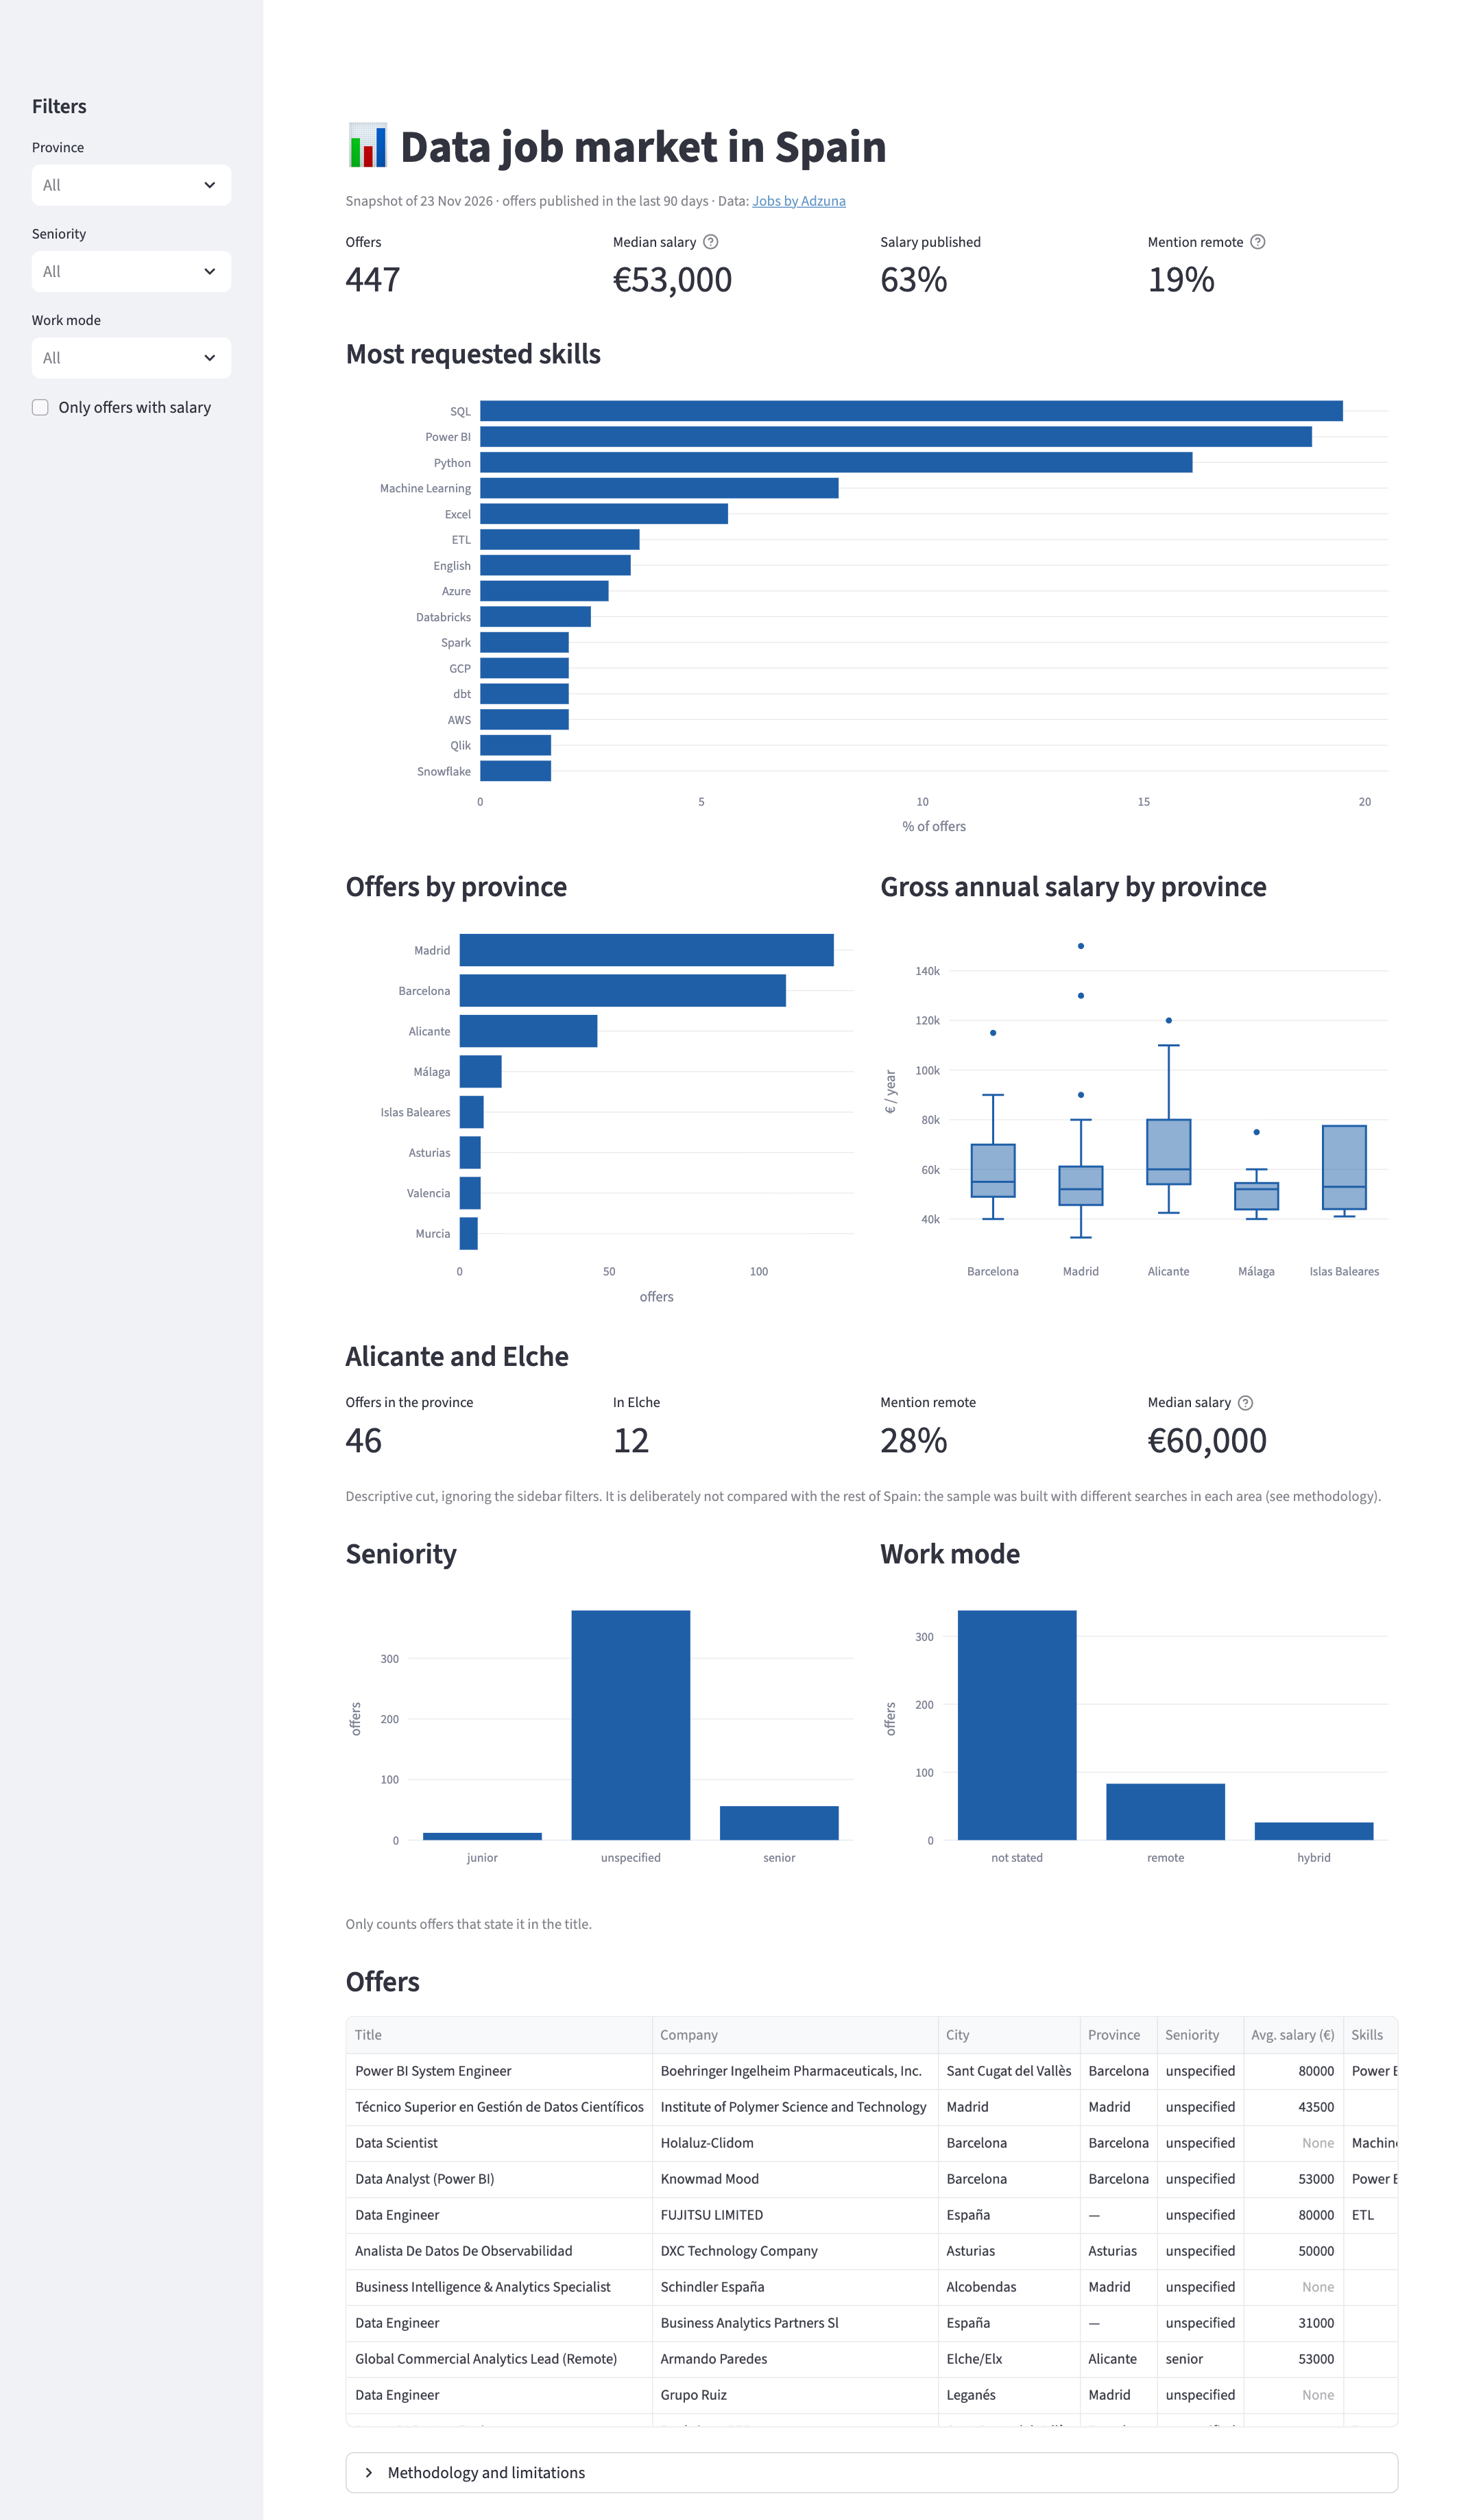 Filters
Province
All
Seniority
All
Work mode
All
Only offers with salary
Data job market in Spain
Snapshot of 23 Nov 2026 · offers published in the last 90 days · Data: Jobs by Adzuna
Offers Median salary Salary published Mention remote
447 €53,000 63% 19%
Most requested skills
SQL
Power BI
Python
Machine Learning
Excel
ETL
English
Azure
Databricks
Spark
GCP
dbt
AWS
Qlik
Snowflake
0 5 10 15 20
% of offers
Offers by province
Madrid
Barcelona
Alicante
Málaga
Islas Baleares
Asturias
Valencia
Murcia
0 50 100
offers
Gross annual salary by province
140k
120k
100k
80k
60k
40k
€ / year
Barcelona Madrid Alicante Málaga Islas Baleares
Alicante and Elche
Offers in the province In Elche Mention remote Median salary
46 12 28% €60,000
Descriptive cut, ignoring the sidebar filters. It is deliberately not compared with the rest of Spain: the sample was built with different searches in each area (see methodology).
Seniority
300
200
100
0
offers
junior unspecified senior
Work mode
300
200
100
0
offers
not stated remote hybrid
Only counts offers that state it in the title.
Offers
Title Company City Province Seniority Avg. salary (€) Skills
Power BI System Engineer Boehringer Ingelheim Pharmaceuticals, Inc. Sant Cugat del Vallès Barcelona unspecified 80000 Power
Técnico Superior en Gestión de Datos Científicos Institute of Polymer Science and Technology Madrid Madrid unspecified 43500
Data Scientist Holaluz-Clidom Barcelona Barcelona unspecified None
Data Analyst (Power BI) Knowmad Mood Barcelona Barcelona unspecified 53000 Power
Data Engineer FUJITSU LIMITED España — unspecified 80000 ETL
Analista De Datos De Observabilidad DXC Technology Company Asturias Asturias unspecified 50000
Business Intelligence & Analytics Specialist Schindler España Alcobendas Madrid unspecified None
Data Engineer Business Analytics Partners Sl España — unspecified 31000
Global Commercial Analytics Lead (Remote) Armando Paredes Elche/Elx Alicante senior 53000
Data Engineer Grupo Ruiz Leganés Madrid unspecified None
Methodology and limitations